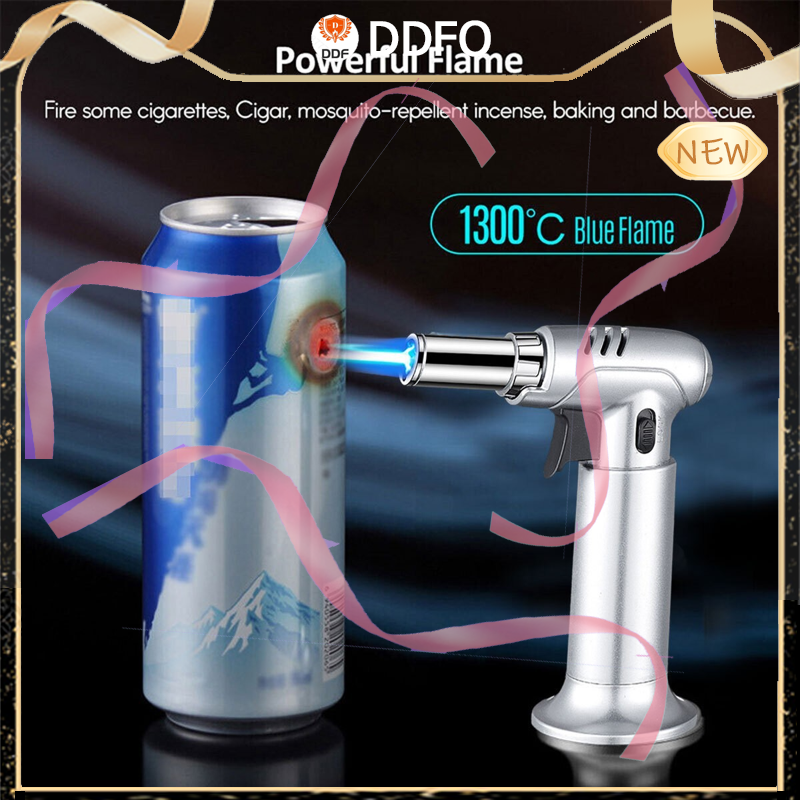 DDFO
DDF
Powerful Flame
Fire some cigarettes, Cigar, mosquito-repellent incense, baking and barbecue.
NEW
1300°C Blue Flame